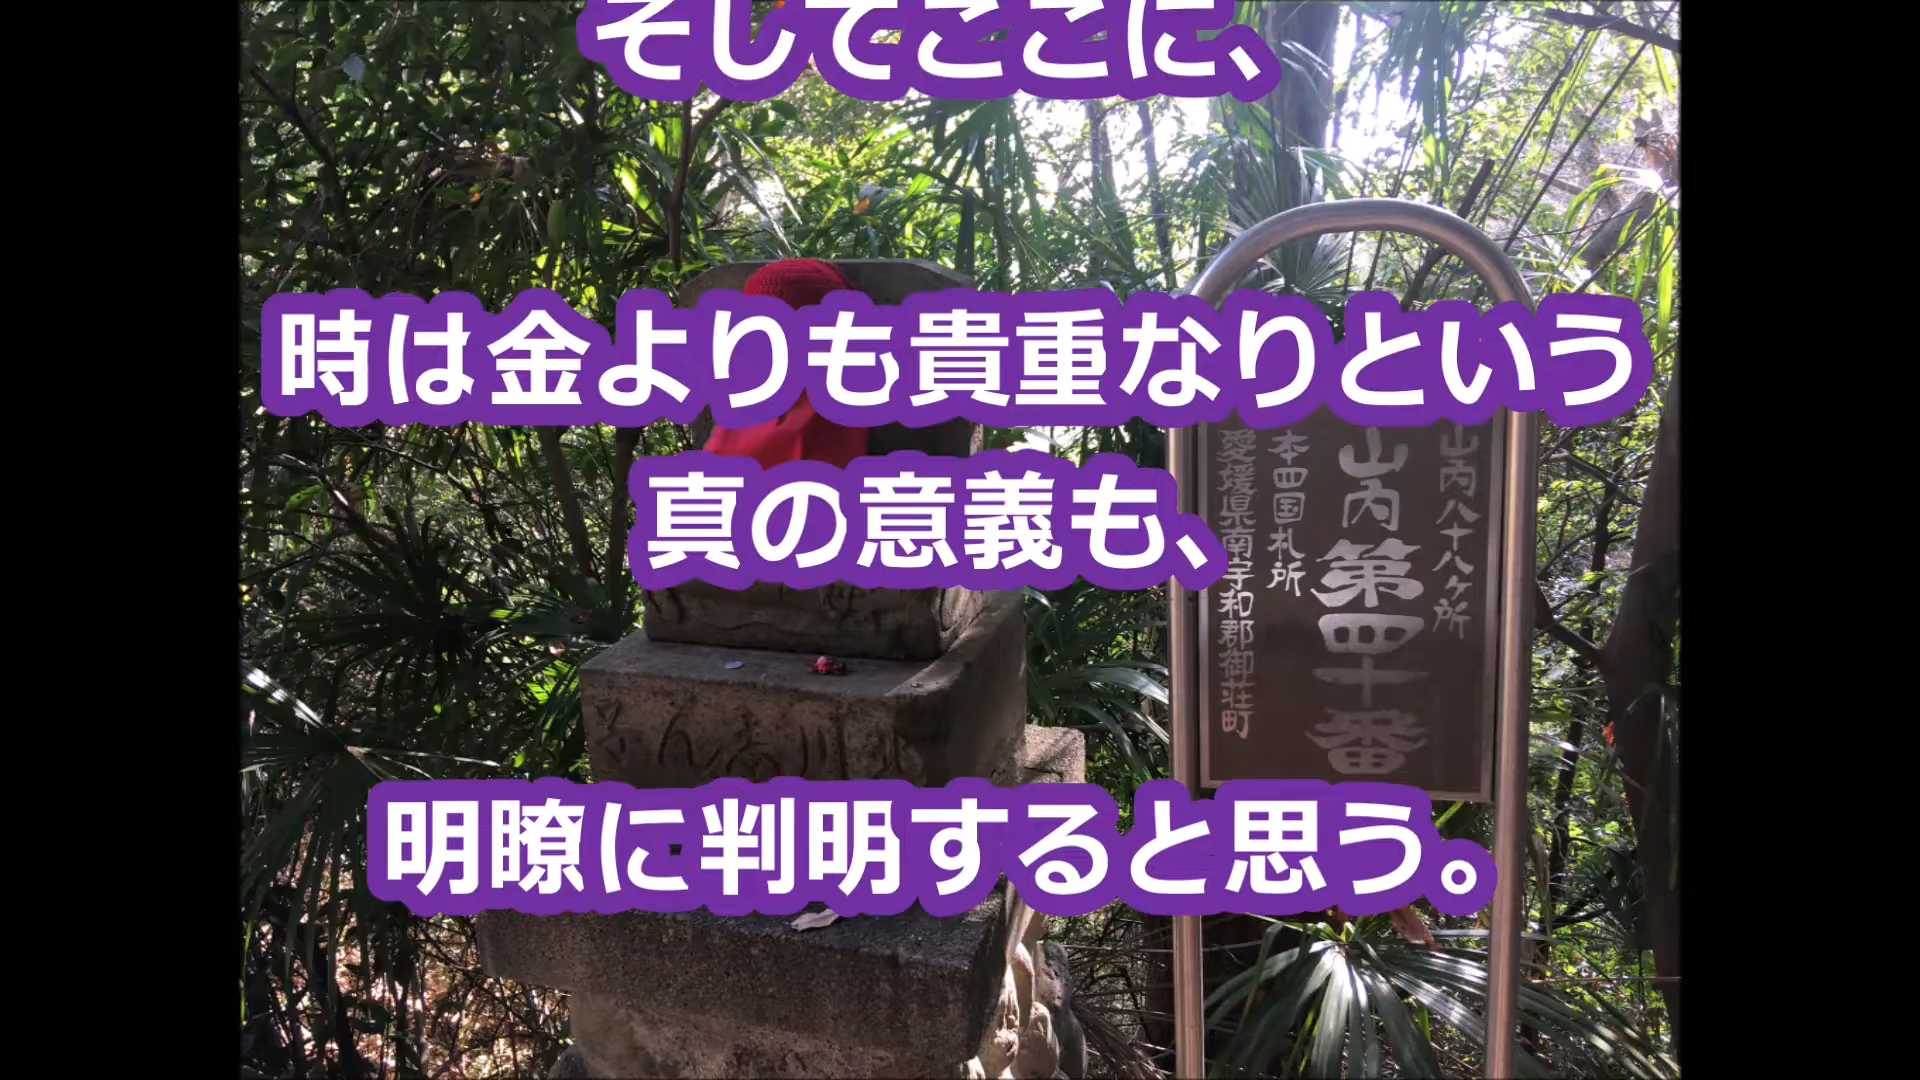 そしてここに、
時は金よりも貴重なりという
真の意義も、
明瞭に判明すると思う。
山内八十八ヶ所
山内第四十番
本四国札所
愛媛県南宇和郡御荘町